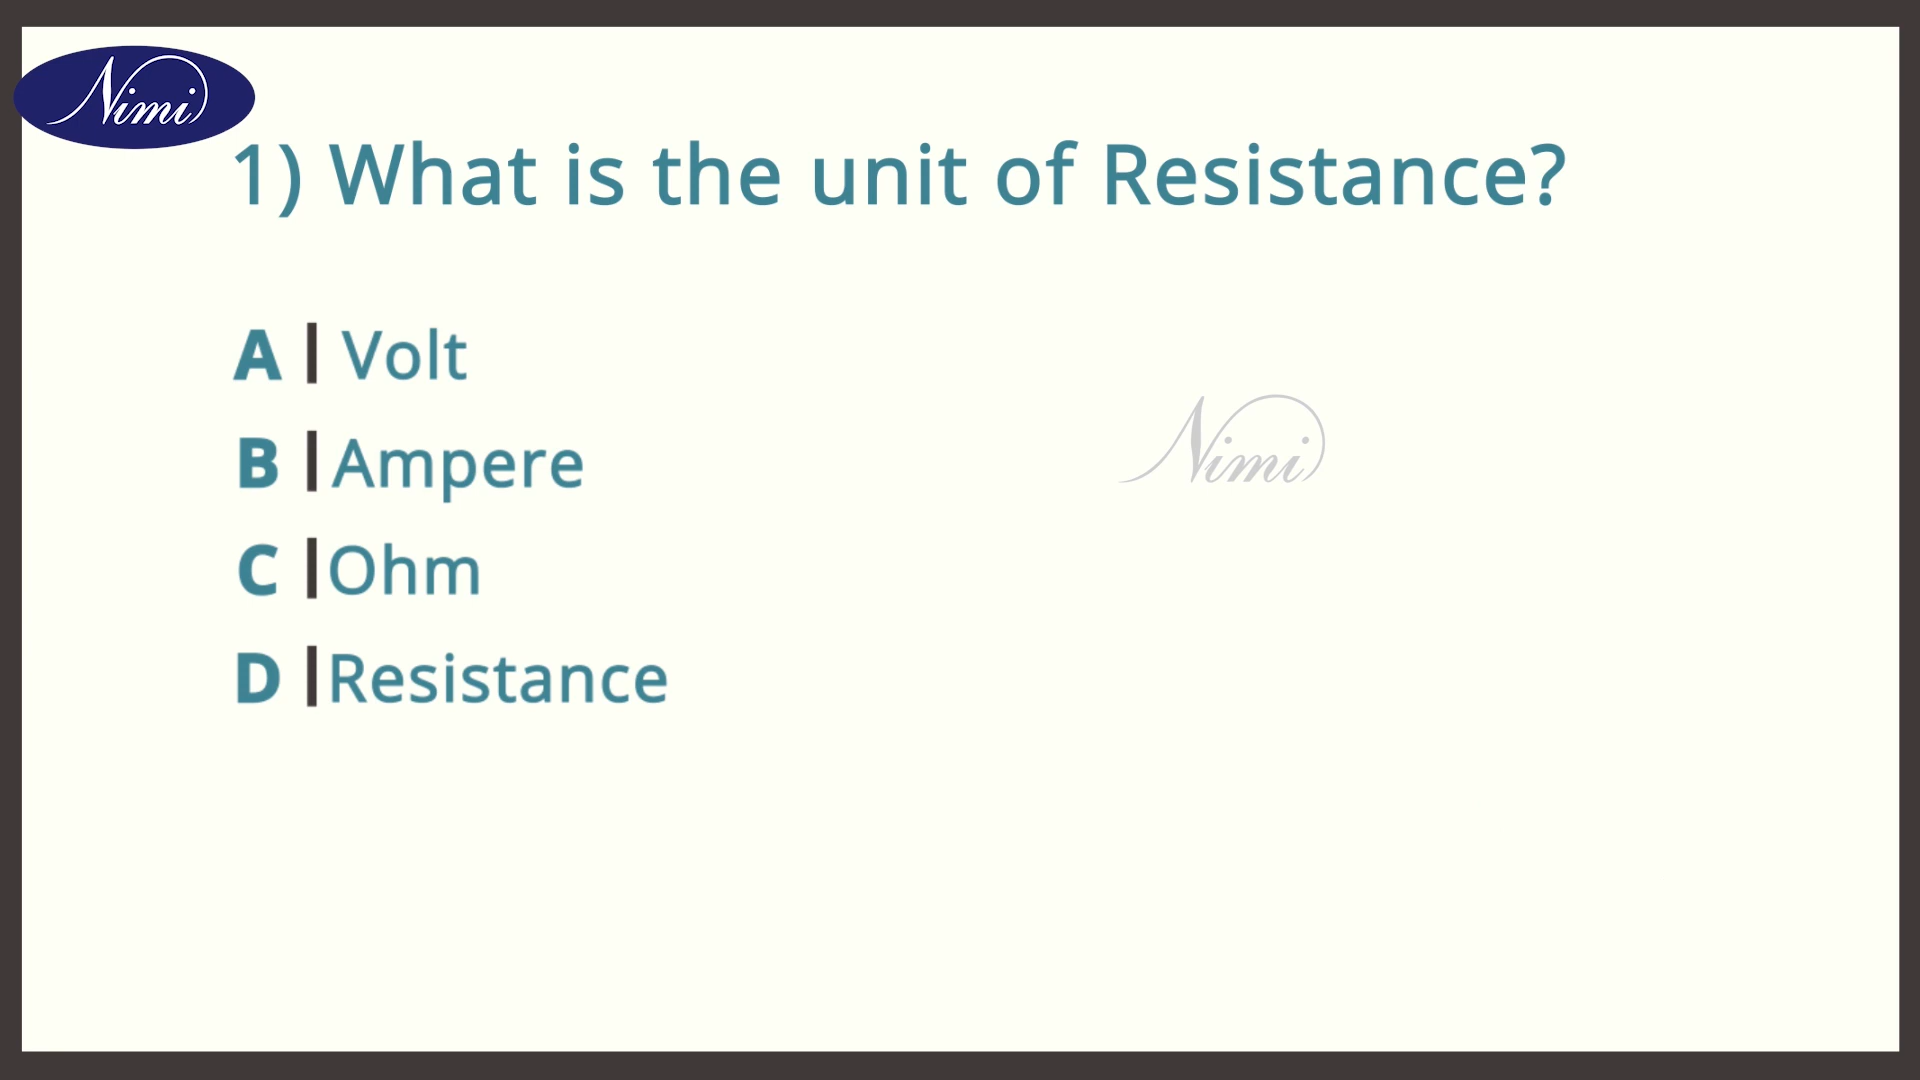 Nimi
1) What is the unit of Resistance?
A | Volt
B | Ampere
Nimi
C | Ohm
D | Resistance